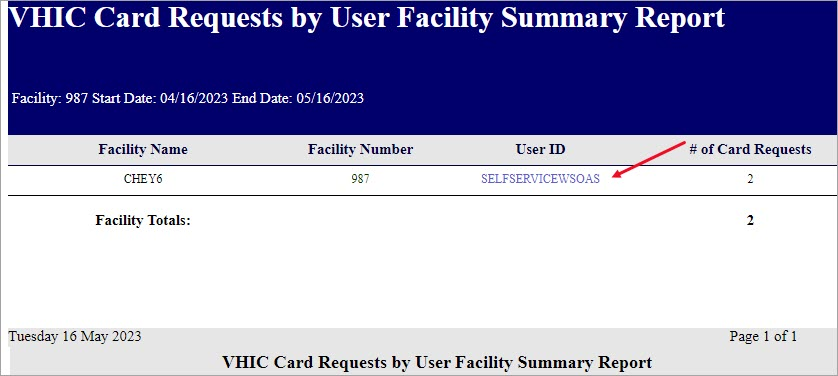 VHIC Card Requests by User Facility Summary Report
Facility: 987 Start Date: 04/16/2023 End Date: 05/16/2023
Facility Name Facility Number User ID # of Card Requests
CHEY6 987 SELFSERVICEWSOAS 2
Facility Totals: 2
Tuesday 16 May 2023 Page 1 of 1
VHIC Card Requests by User Facility Summary Report